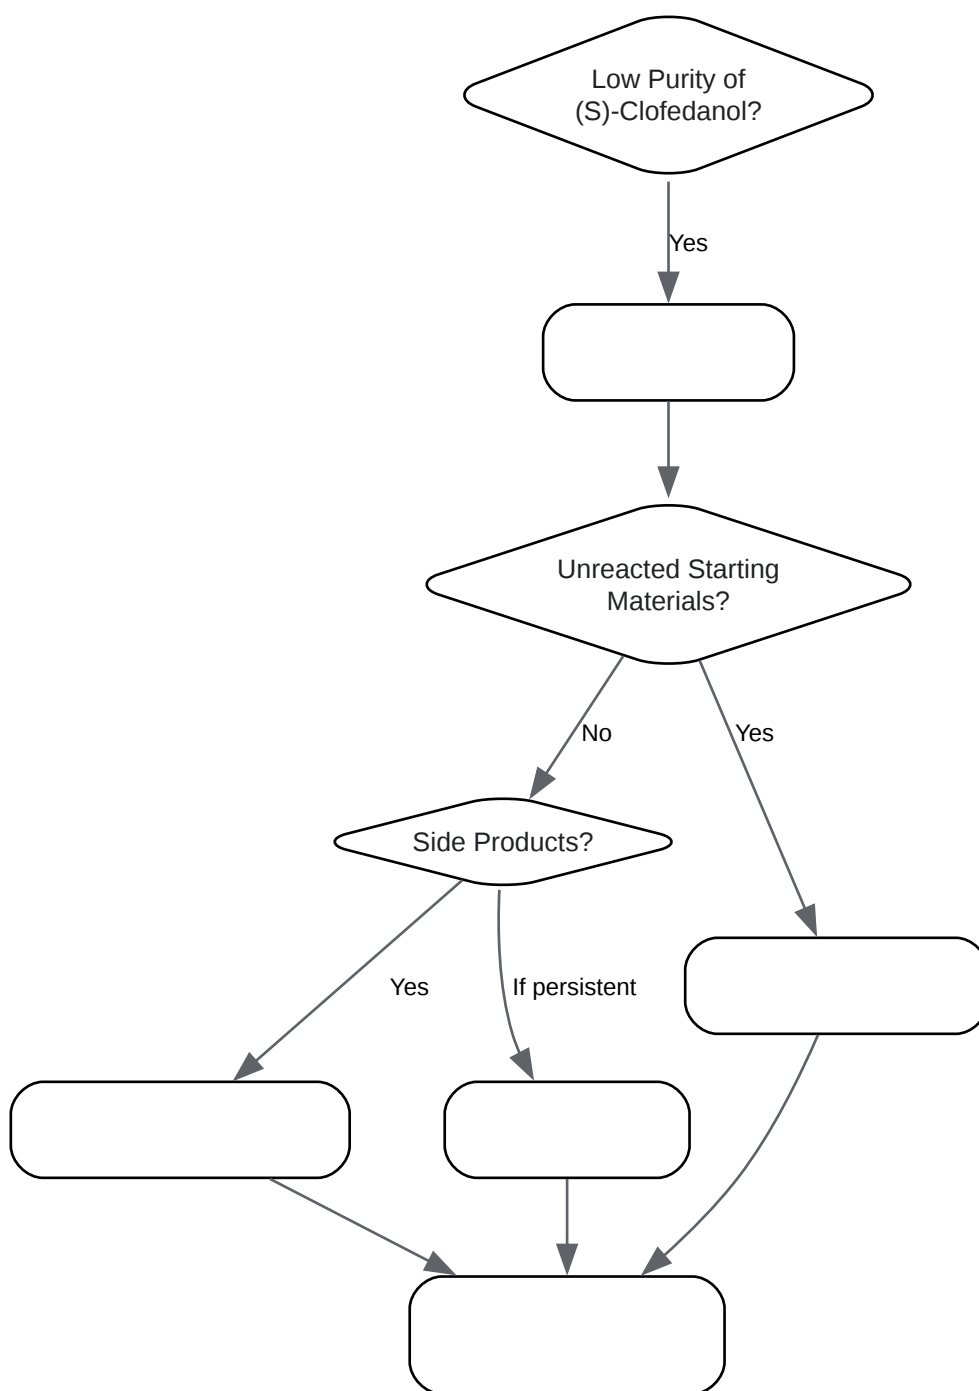 Low Purity of
(S)-Clofedanol?
Yes
Unreacted Starting
Materials?
No
Yes
Side Products?
Yes
If persistent